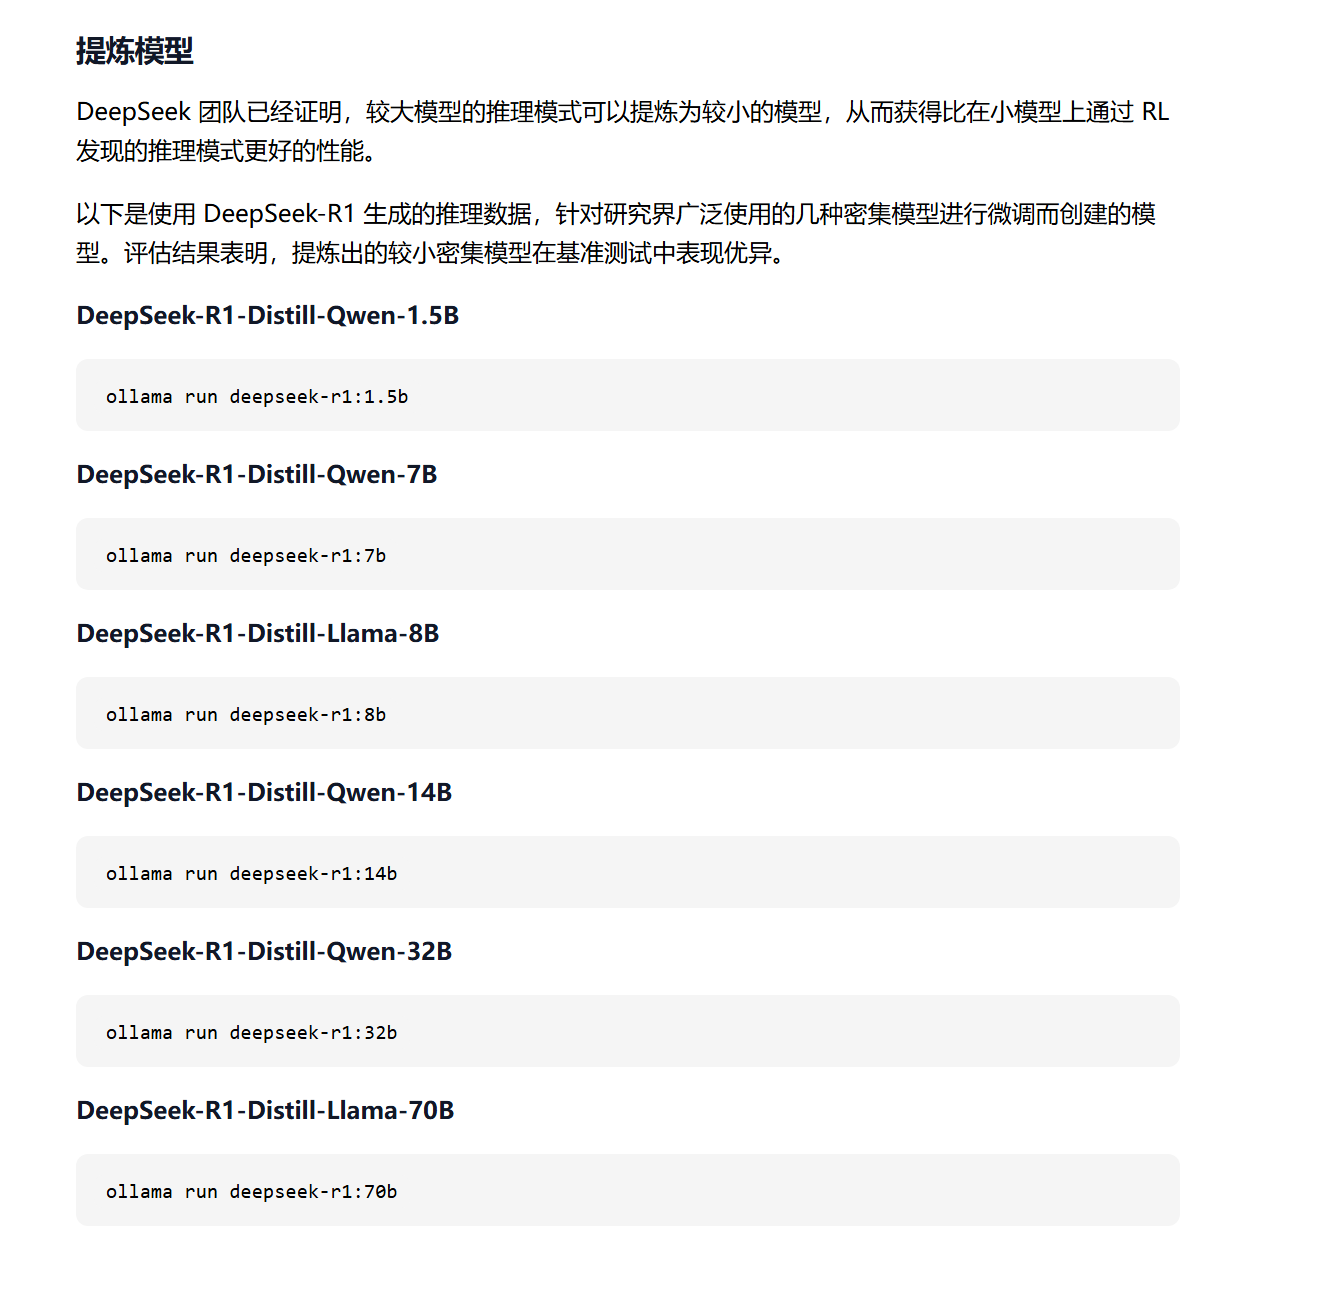 提炼模型
DeepSeek 团队已经证明，较大模型的推理模式可以提炼为较小的模型，从而获得比在小模型上通过 RL
发现的推理模式更好的性能。
以下是使用 DeepSeek-R1 生成的推理数据，针对研究界广泛使用的几种密集模型进行微调而创建的模
型。评估结果表明，提炼出的较小密集模型在基准测试中表现优异。
DeepSeek-R1-Distill-Qwen-1.5B
ollama run deepseek-r1:1.5b
DeepSeek-R1-Distill-Qwen-7B
ollama run deepseek-r1:7b
DeepSeek-R1-Distill-Llama-8B
ollama run deepseek-r1:8b
DeepSeek-R1-Distill-Qwen-14B
ollama run deepseek-r1:14b
DeepSeek-R1-Distill-Qwen-32B
ollama run deepseek-r1:32b
DeepSeek-R1-Distill-Llama-70B
ollama run deepseek-r1:70b